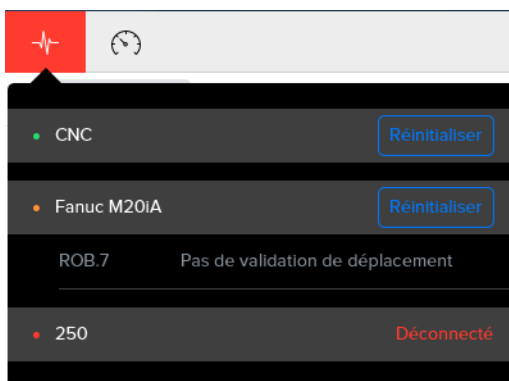 CNC Réinitialiser
Fanuc M20iA Réinitialiser
ROB.7 Pas de validation de déplacement
250 Déconnecté